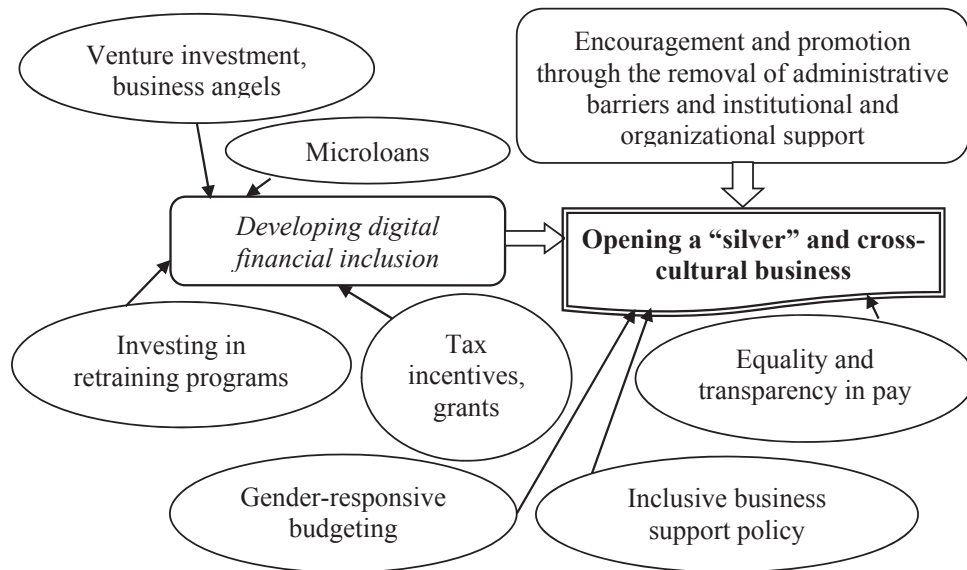 Venture investment,
business angels
Encouragement and promotion
through the removal of administrative
barriers and institutional and
organizational support
Microloans
Developing digital
financial inclusion
Opening a “silver” and cross-
cultural business
Investing in
retraining programs
Tax
incentives,
grants
Equality and
transparency in pay
Gender-responsive
budgeting
Inclusive business
support policy